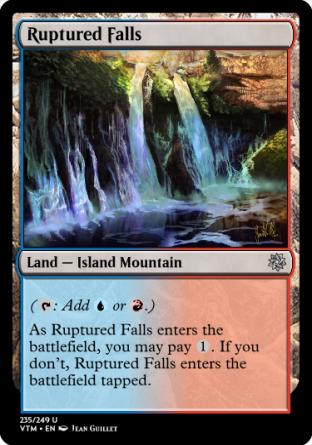 Ruptured Falls
Land — Island Mountain
( : Add or .)
As Ruptured Falls enters the
battlefield, you may pay 1. If you
don't, Ruptured Falls enters the
battlefield tapped.
235/249 U
VTM • EN Jean Guillet